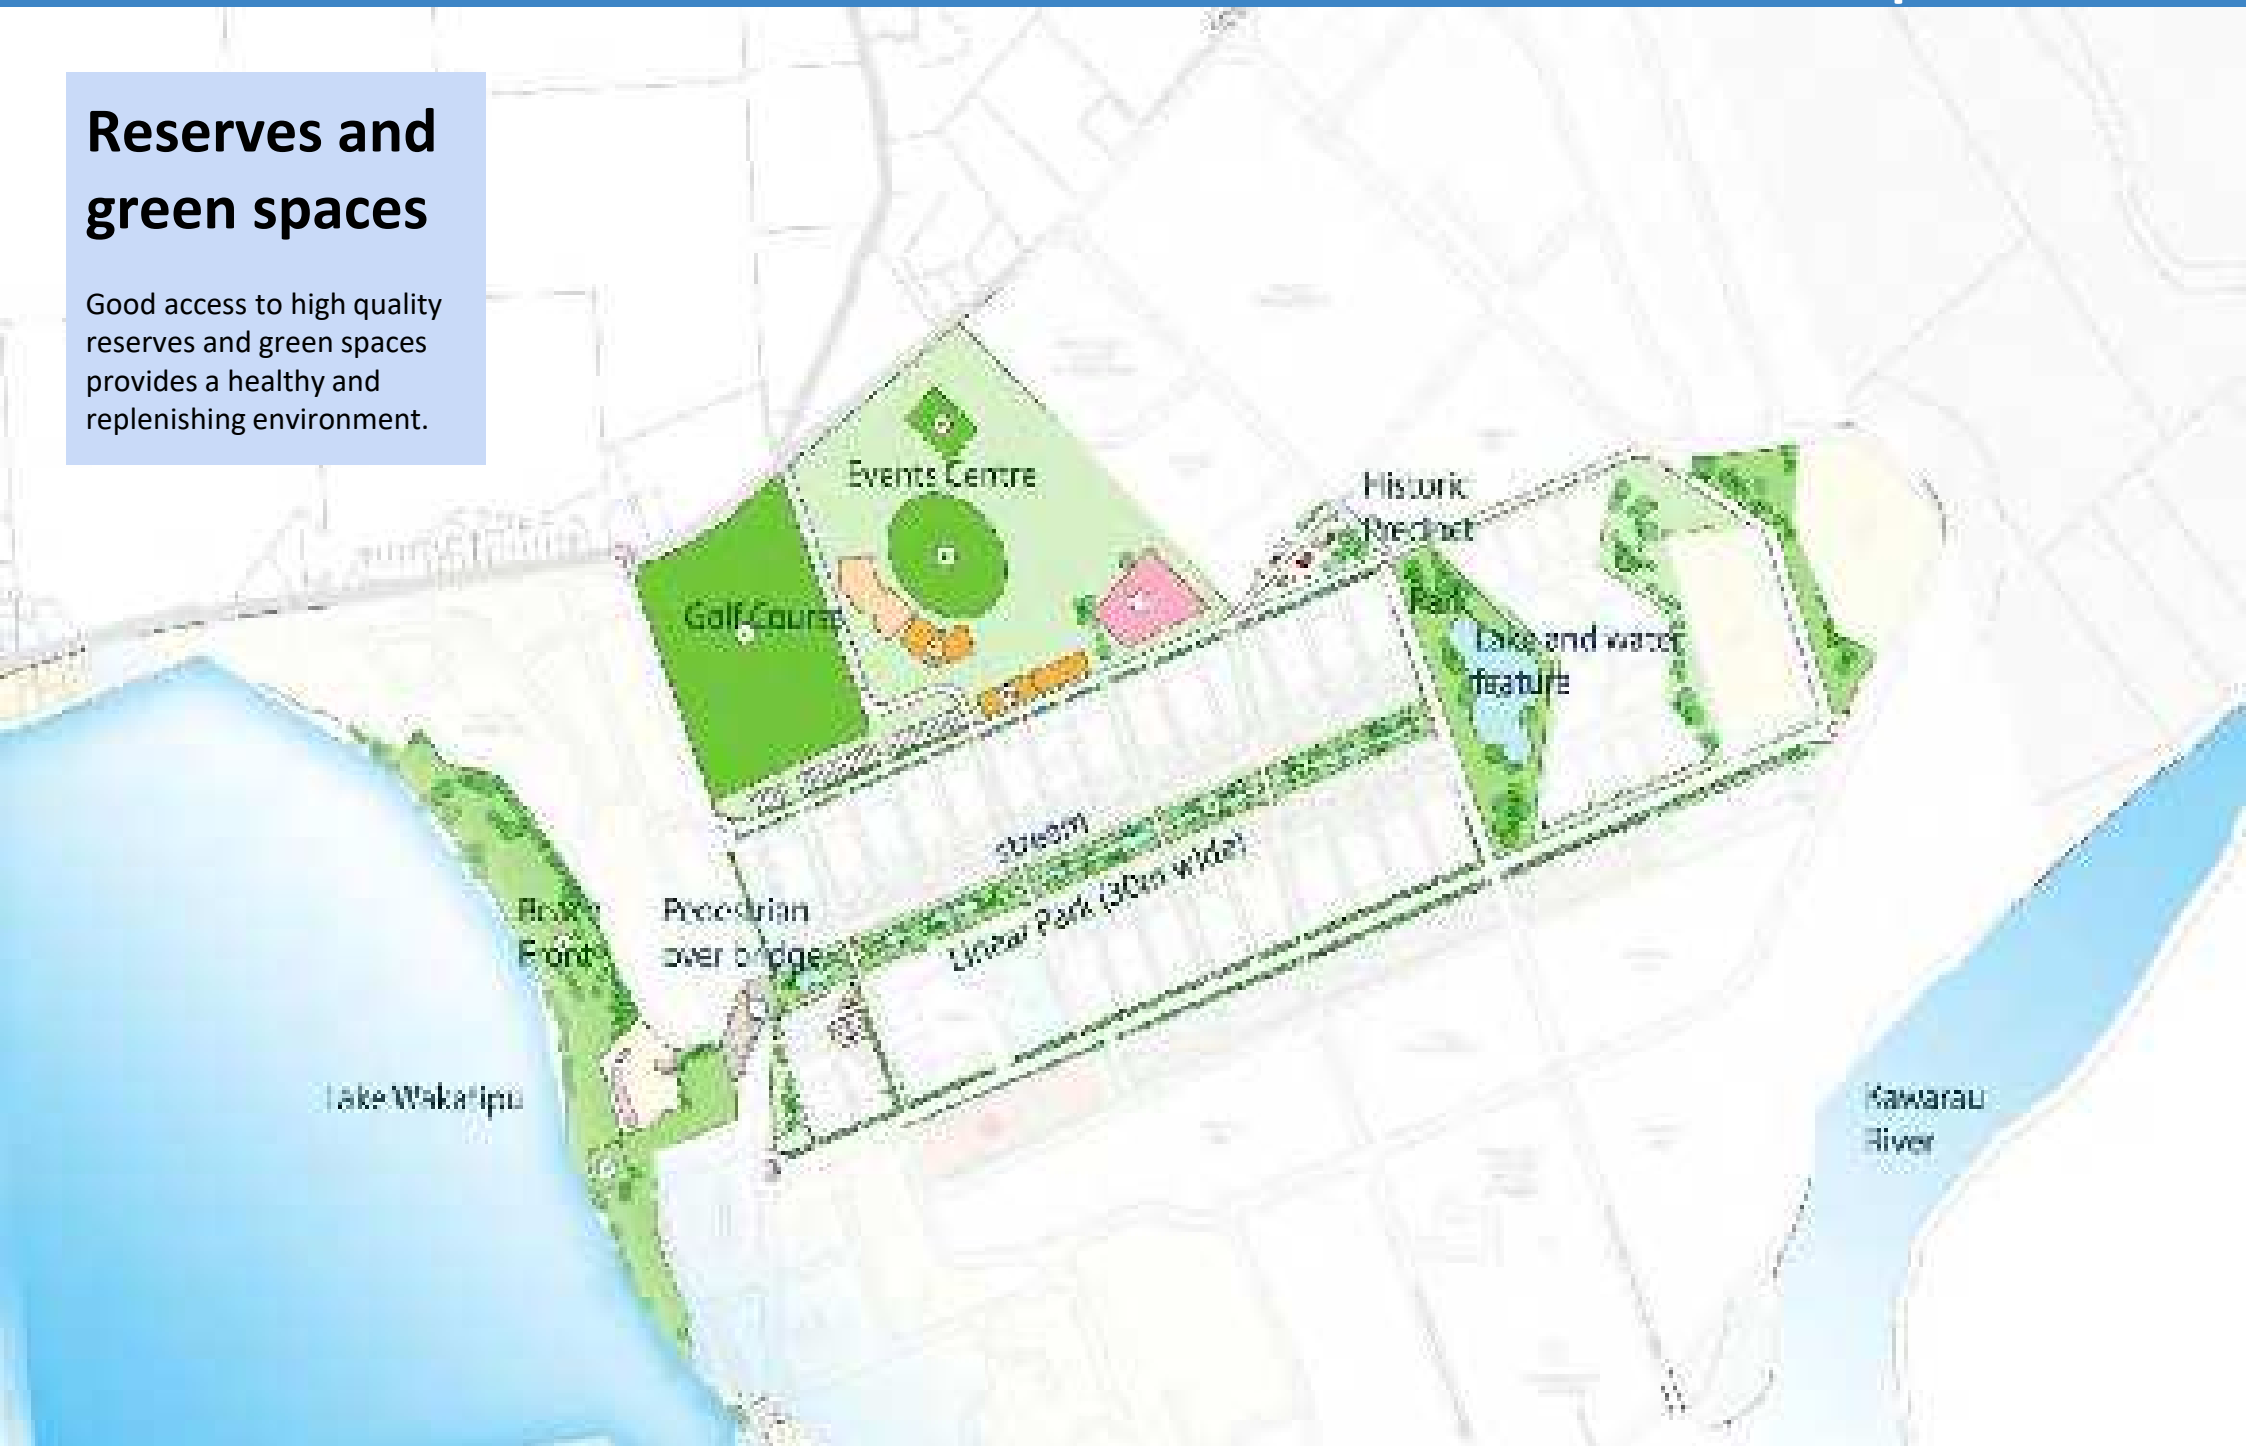 Reserves and
green spaces
Good access to high quality
reserves and green spaces
provides a healthy and
replenishing environment.
Events Centre
Historic
Precinct
Golf Course
Park
Lake and water
feature
stream
Linear Park (30m wide)
Beach
Front
Pedestrian
over bridge
Lake Wakatipu
Kawarau
River